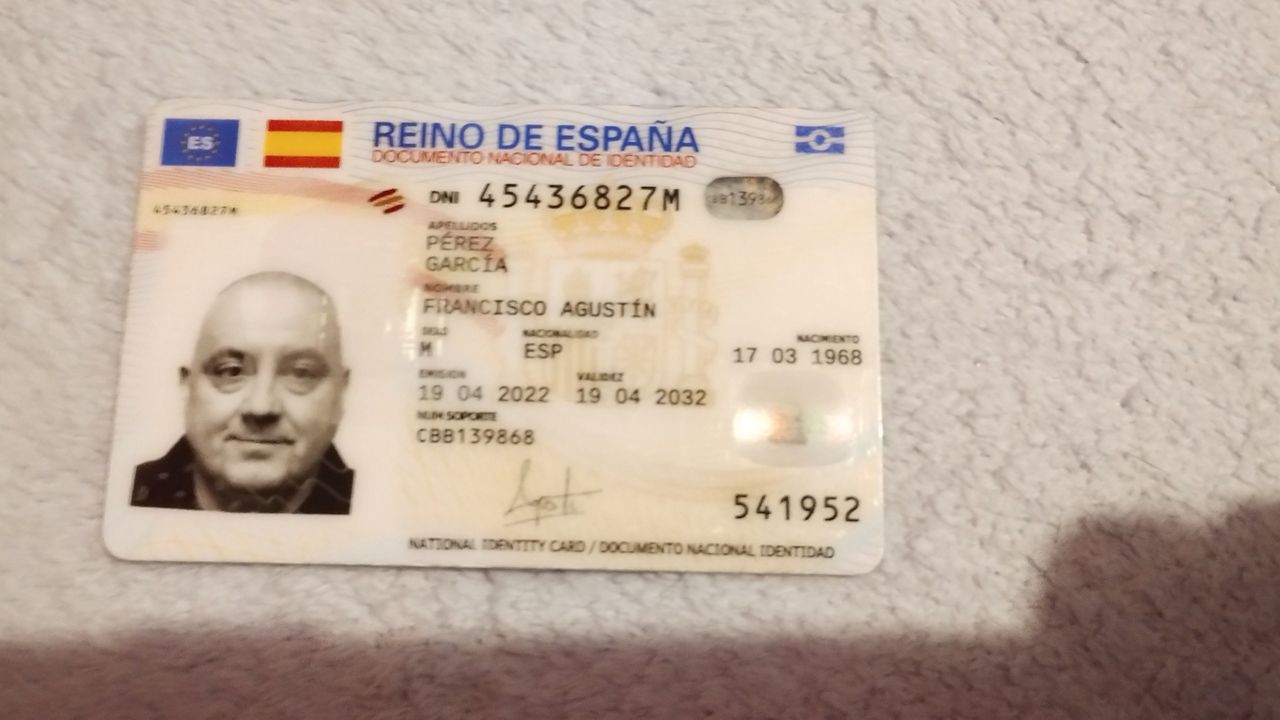 ES
REINO DE ESPAÑA
DOCUMENTO NACIONAL DE IDENTIDAD
DNI 45436827M
45436827M
APELLIDOS
PÉREZ
GARCÍA
NOMBRE
FRANCISCO AGUSTÍN
SEXO NACIONALIDAD NACIMIENTO
M ESP 17 03 1968
EMISIÓN VALIDEZ
19 04 2022 19 04 2032
NUM SOPORTE
CBB139868
541952
NATIONAL IDENTITY CARD / DOCUMENTO NACIONAL IDENTIDAD